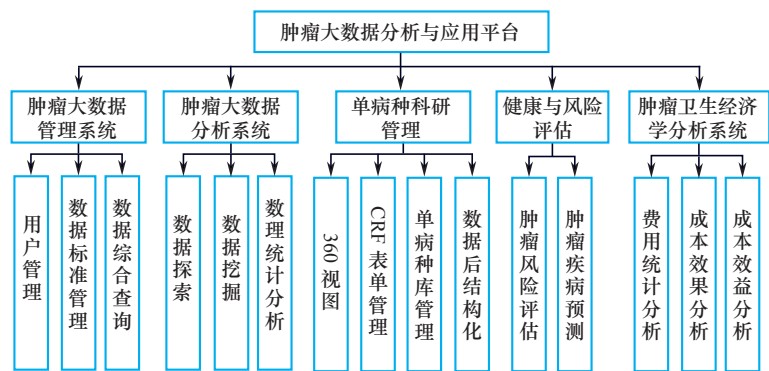 肿瘤大数据分析与应用平台
肿瘤大数据
管理系统
肿瘤大数据
分析系统
单病种科研
管理
健康与风险
评估
肿瘤卫生经济
学分析系统
用户管理
数据标准管理
数据综合查询
数据探索
数据挖掘
数理统计分析
360 视图
CRF 表单管理
单病种库管理
数据后结构化
肿瘤风险评估
肿瘤疾病预测
费用统计分析
成本效果分析
成本效益分析